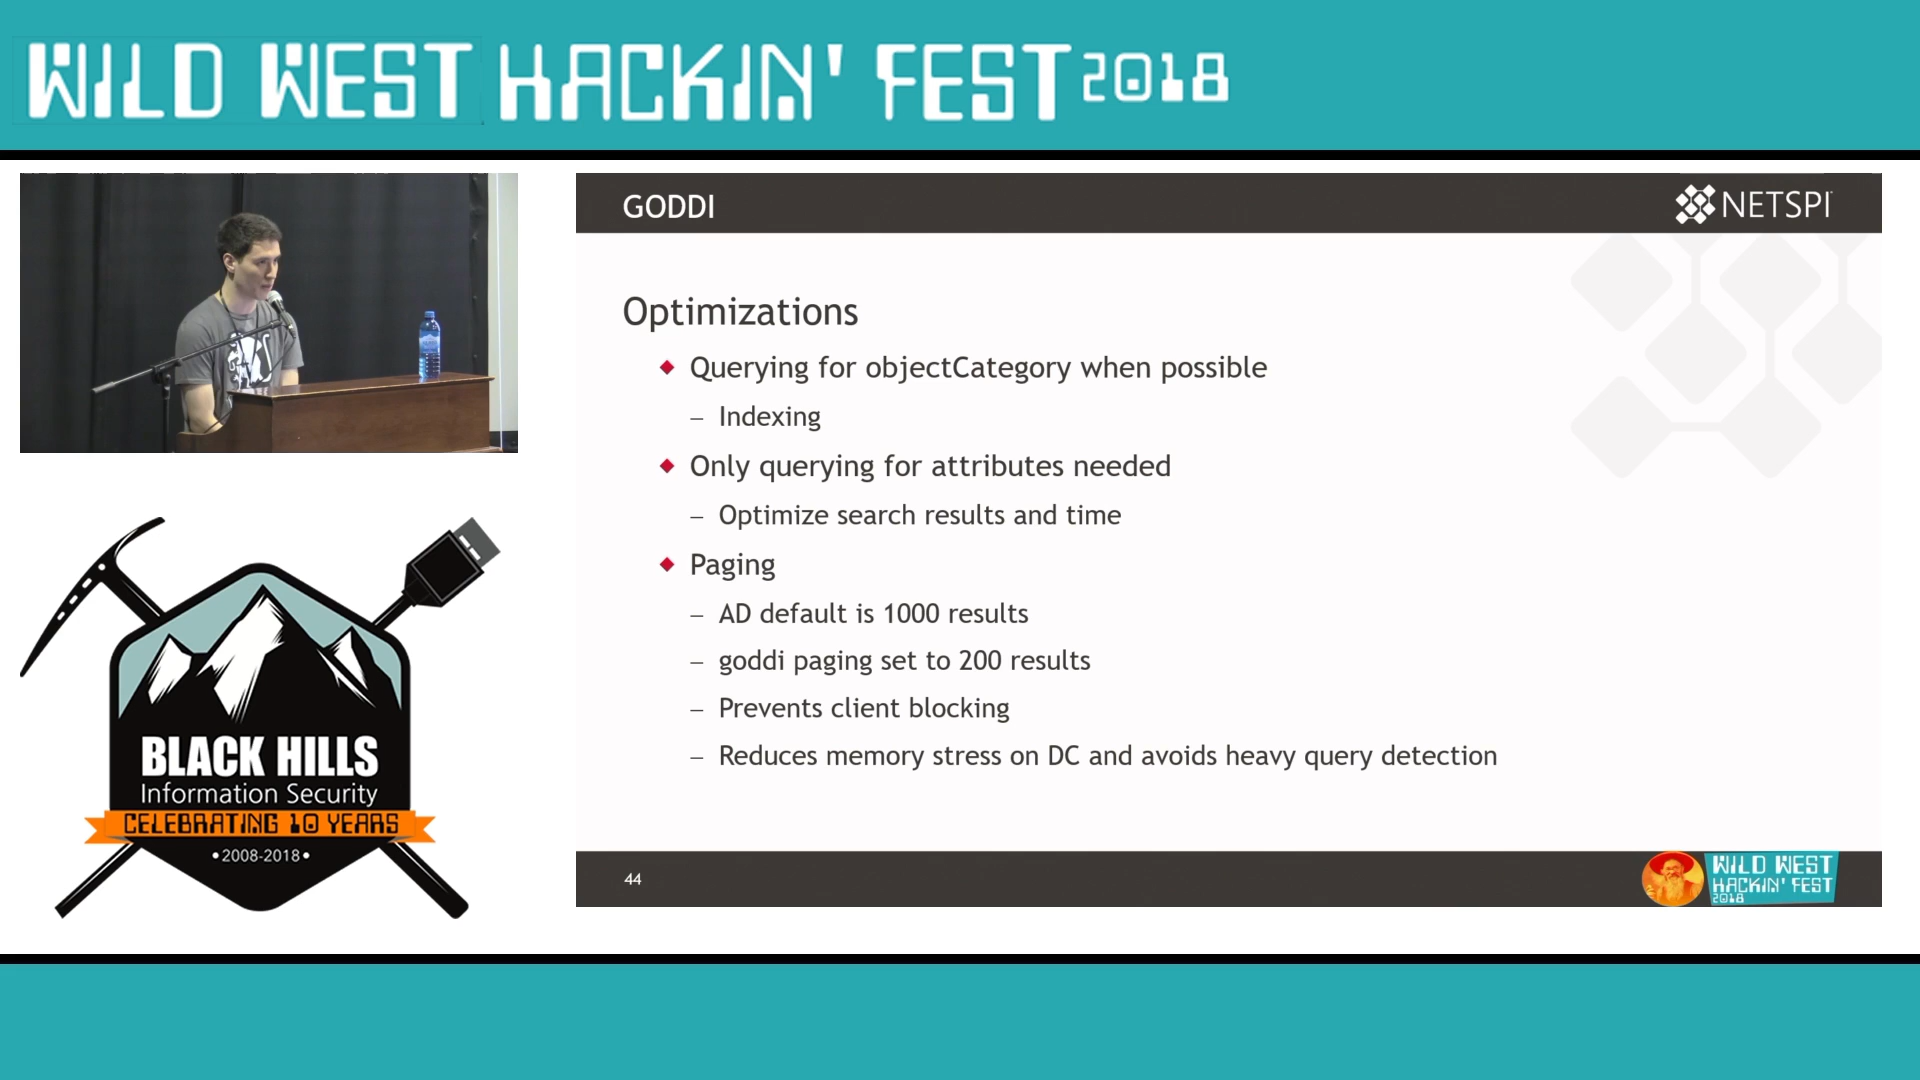 WILD WEST HACKIN' FEST 2018
GODDI
NETSPI
Optimizations
Querying for objectCategory when possible
– Indexing
Only querying for attributes needed
– Optimize search results and time
Paging
– AD default is 1000 results
– goddi paging set to 200 results
– Prevents client blocking
– Reduces memory stress on DC and avoids heavy query detection
44
WILD WEST
HACKIN' FEST
2018
BLACK HILLS
Information Security
CELEBRATING 10 YEARS
•2008-2018•